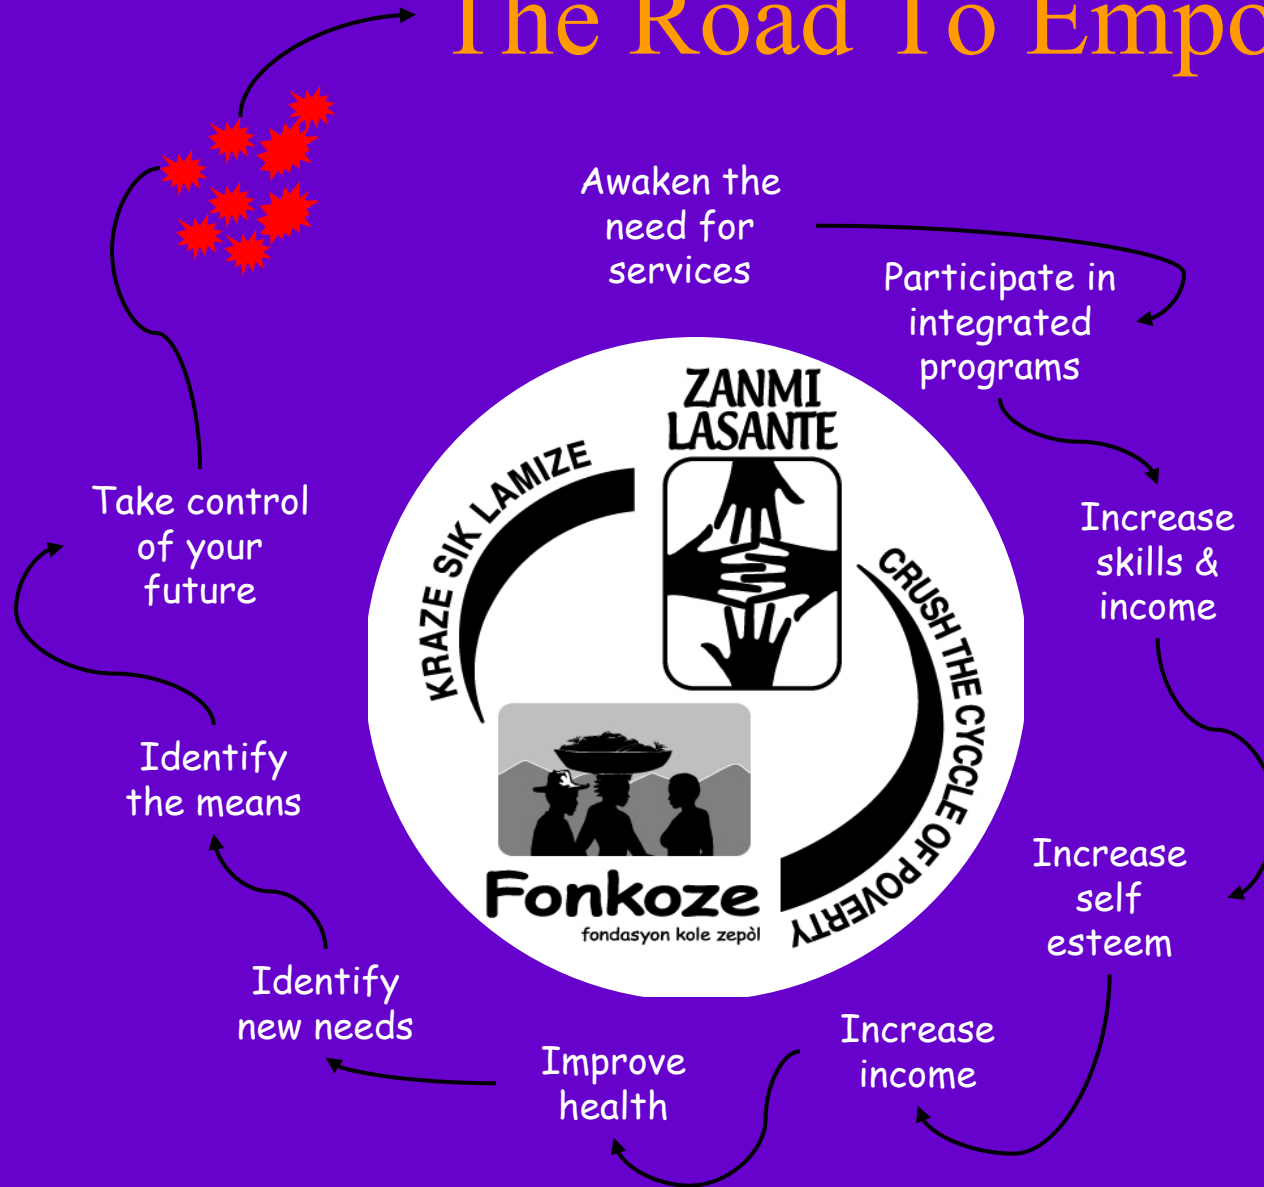 The Road To Empo
Awaken the
need for
services
Participate in
integrated
programs
Increase
skills &
income
Increase
self
esteem
Increase
income
Improve
health
Identify
new needs
Identify
the means
Take control
of your
future
ZANMI
LASANTE
KRAZE SIK LAMIZE
CRUSH THE CYCCLE OF POVERTY
Fonkoze
fondasyon kole zepòl